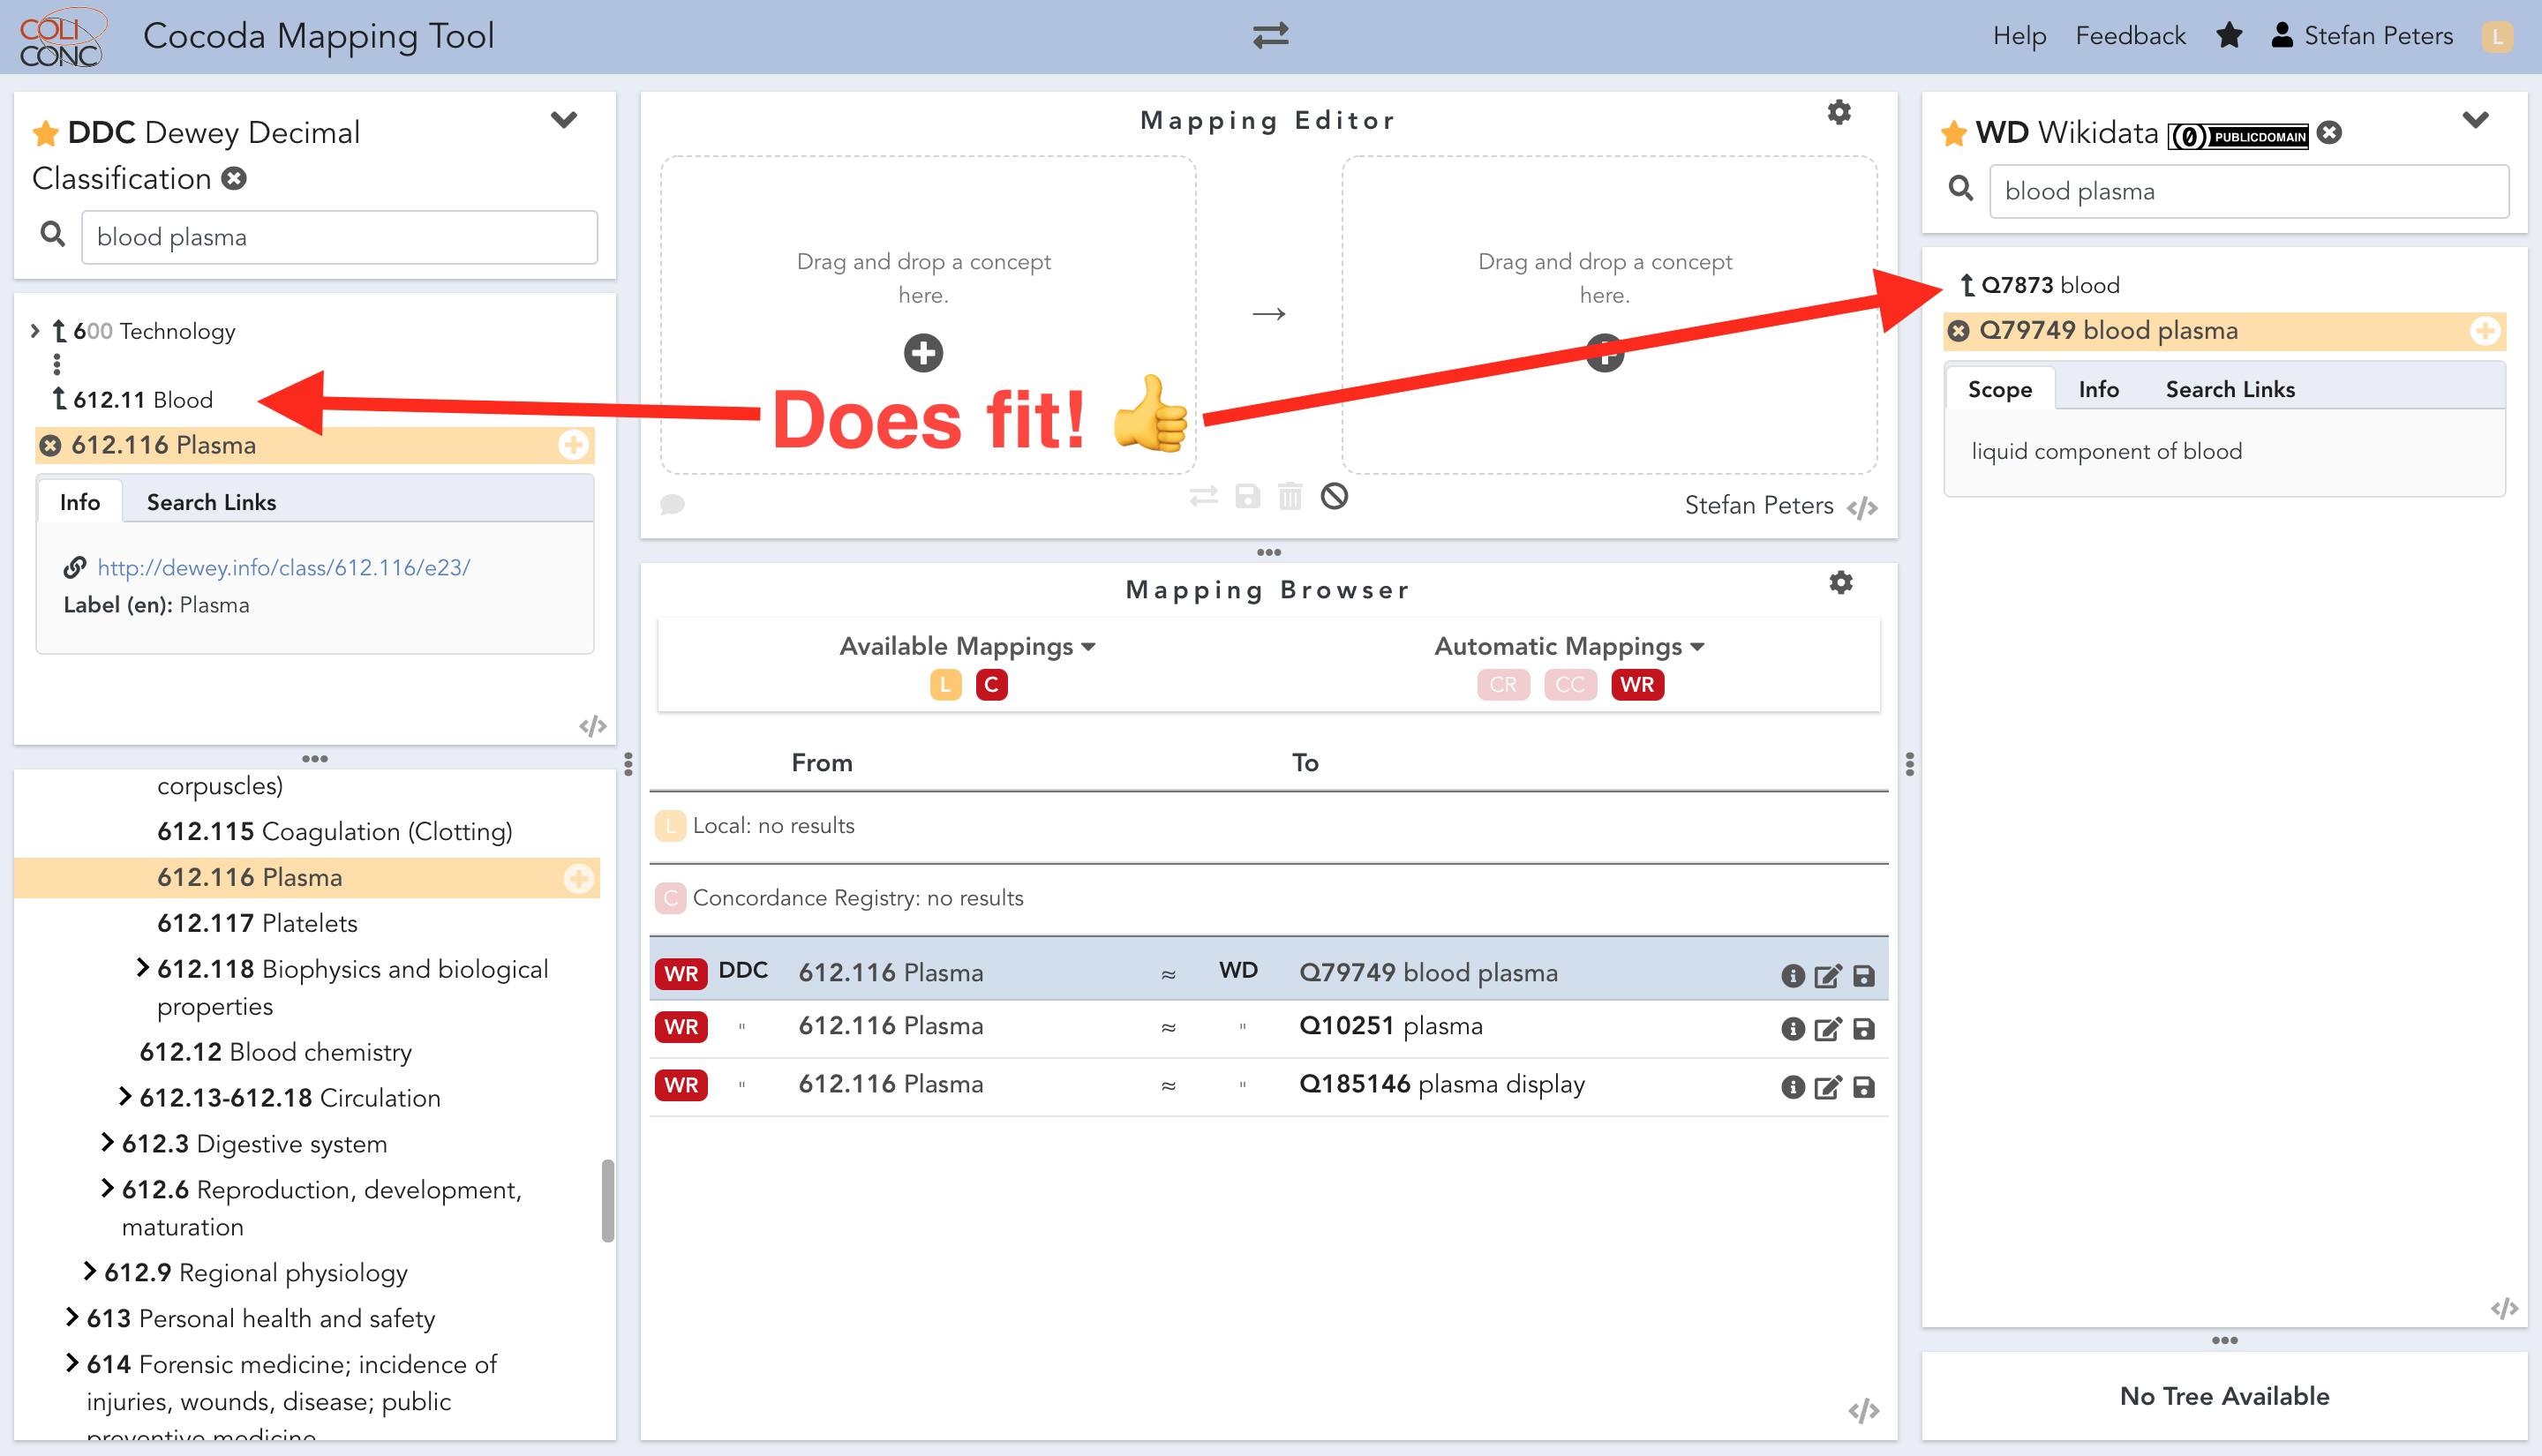 COLI
CONC
Cocoda Mapping Tool
Help
Feedback
Stefan Peters
L
DDC Dewey Decimal
Classification
blood plasma
600 Technology
612.11 Blood
612.116 Plasma
Info
Search Links
http://dewey.info/class/612.116/e23/
Label (en): Plasma
</>
corpuscles)
612.115 Coagulation (Clotting)
612.116 Plasma
612.117 Platelets
612.118 Biophysics and biological
properties
612.12 Blood chemistry
612.13-612.18 Circulation
612.3 Digestive system
612.6 Reproduction, development,
maturation
612.9 Regional physiology
613 Personal health and safety
614 Forensic medicine; incidence of
injuries, wounds, disease; public
preventive medicine
Mapping Editor
Drag and drop a concept
here.
→
Drag and drop a concept
here.
Does fit! 👍
Stefan Peters </>
Mapping Browser
Available Mappings
L C
Automatic Mappings
CR CC WR
From
To
L Local: no results
C Concordance Registry: no results
WR DDC 612.116 Plasma ≈ WD Q79749 blood plasma
WR " 612.116 Plasma ≈ " Q10251 plasma
WR " 612.116 Plasma ≈ " Q185146 plasma display
</>
WD Wikidata PUBLIC DOMAIN
blood plasma
Q7873 blood
Q79749 blood plasma
Scope
Info
Search Links
liquid component of blood
</>
No Tree Available